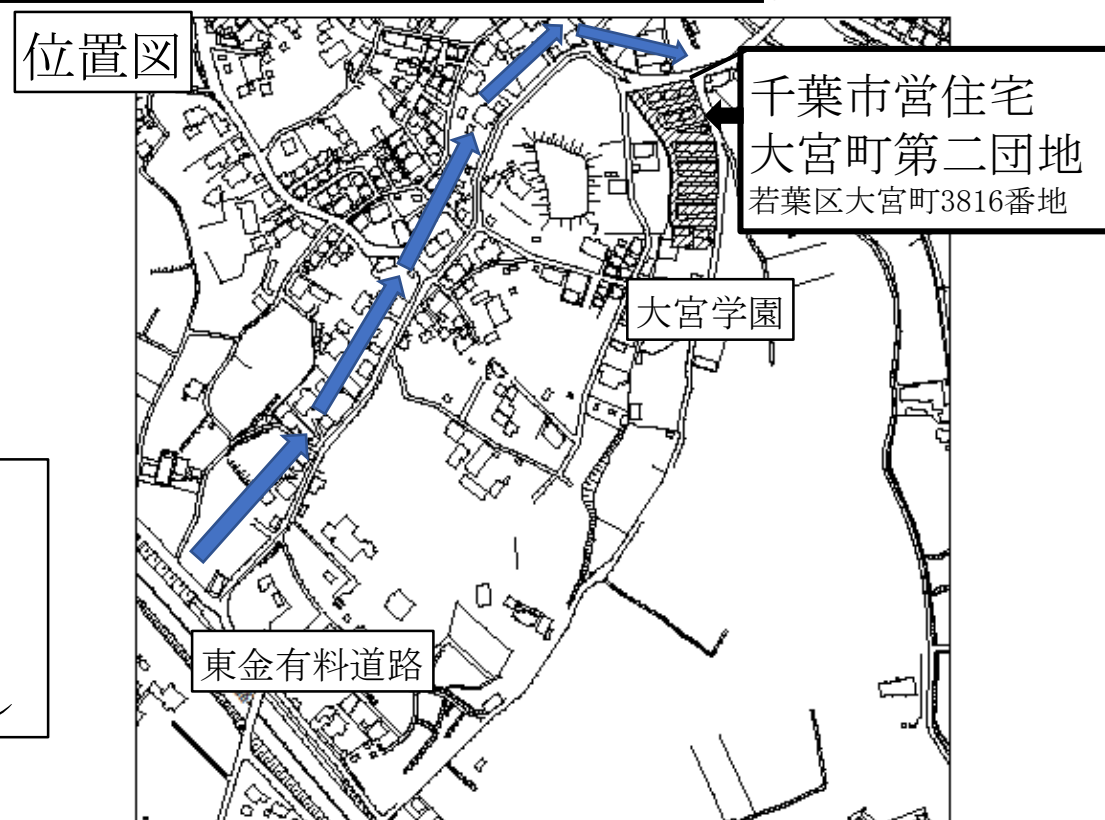 位置図
千葉市営住宅
大宮町第二団地
若葉区大宮町3816番地
大宮学園
東金有料道路